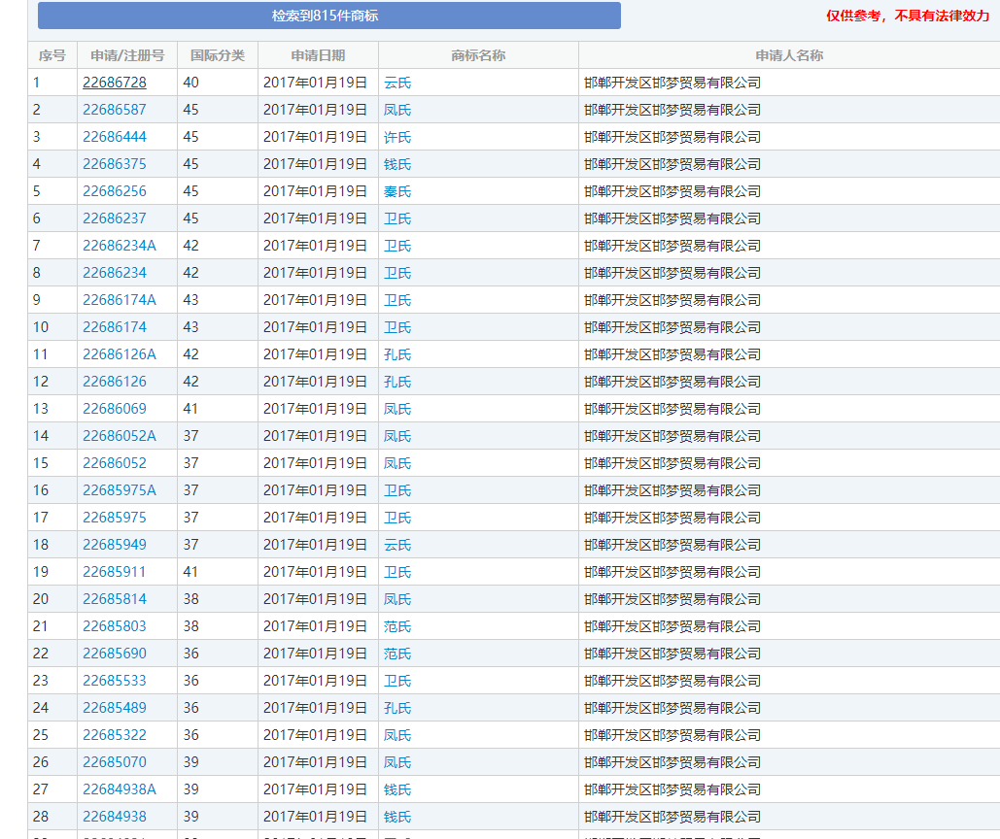 检索到815件商标
仅供参考，不具有法律效力
序号 申请/注册号 国际分类 申请日期 商标名称 申请人名称
1 22686728 40 2017年01月19日 云氏 邯郸开发区邯梦贸易有限公司
2 22686587 45 2017年01月19日 凤氏 邯郸开发区邯梦贸易有限公司
3 22686444 45 2017年01月19日 许氏 邯郸开发区邯梦贸易有限公司
4 22686375 45 2017年01月19日 钱氏 邯郸开发区邯梦贸易有限公司
5 22686256 45 2017年01月19日 秦氏 邯郸开发区邯梦贸易有限公司
6 22686237 45 2017年01月19日 卫氏 邯郸开发区邯梦贸易有限公司
7 22686234A 42 2017年01月19日 卫氏 邯郸开发区邯梦贸易有限公司
8 22686234 42 2017年01月19日 卫氏 邯郸开发区邯梦贸易有限公司
9 22686174A 43 2017年01月19日 卫氏 邯郸开发区邯梦贸易有限公司
10 22686174 43 2017年01月19日 卫氏 邯郸开发区邯梦贸易有限公司
11 22686126A 42 2017年01月19日 孔氏 邯郸开发区邯梦贸易有限公司
12 22686126 42 2017年01月19日 孔氏 邯郸开发区邯梦贸易有限公司
13 22686069 41 2017年01月19日 凤氏 邯郸开发区邯梦贸易有限公司
14 22686052A 37 2017年01月19日 凤氏 邯郸开发区邯梦贸易有限公司
15 22686052 37 2017年01月19日 凤氏 邯郸开发区邯梦贸易有限公司
16 22685975A 37 2017年01月19日 卫氏 邯郸开发区邯梦贸易有限公司
17 22685975 37 2017年01月19日 卫氏 邯郸开发区邯梦贸易有限公司
18 22685949 37 2017年01月19日 云氏 邯郸开发区邯梦贸易有限公司
19 22685911 41 2017年01月19日 卫氏 邯郸开发区邯梦贸易有限公司
20 22685814 38 2017年01月19日 凤氏 邯郸开发区邯梦贸易有限公司
21 22685803 38 2017年01月19日 范氏 邯郸开发区邯梦贸易有限公司
22 22685690 36 2017年01月19日 范氏 邯郸开发区邯梦贸易有限公司
23 22685533 36 2017年01月19日 卫氏 邯郸开发区邯梦贸易有限公司
24 22685489 36 2017年01月19日 孔氏 邯郸开发区邯梦贸易有限公司
25 22685322 36 2017年01月19日 凤氏 邯郸开发区邯梦贸易有限公司
26 22685070 39 2017年01月19日 凤氏 邯郸开发区邯梦贸易有限公司
27 22684938A 39 2017年01月19日 钱氏 邯郸开发区邯梦贸易有限公司
28 22684938 39 2017年01月19日 钱氏 邯郸开发区邯梦贸易有限公司